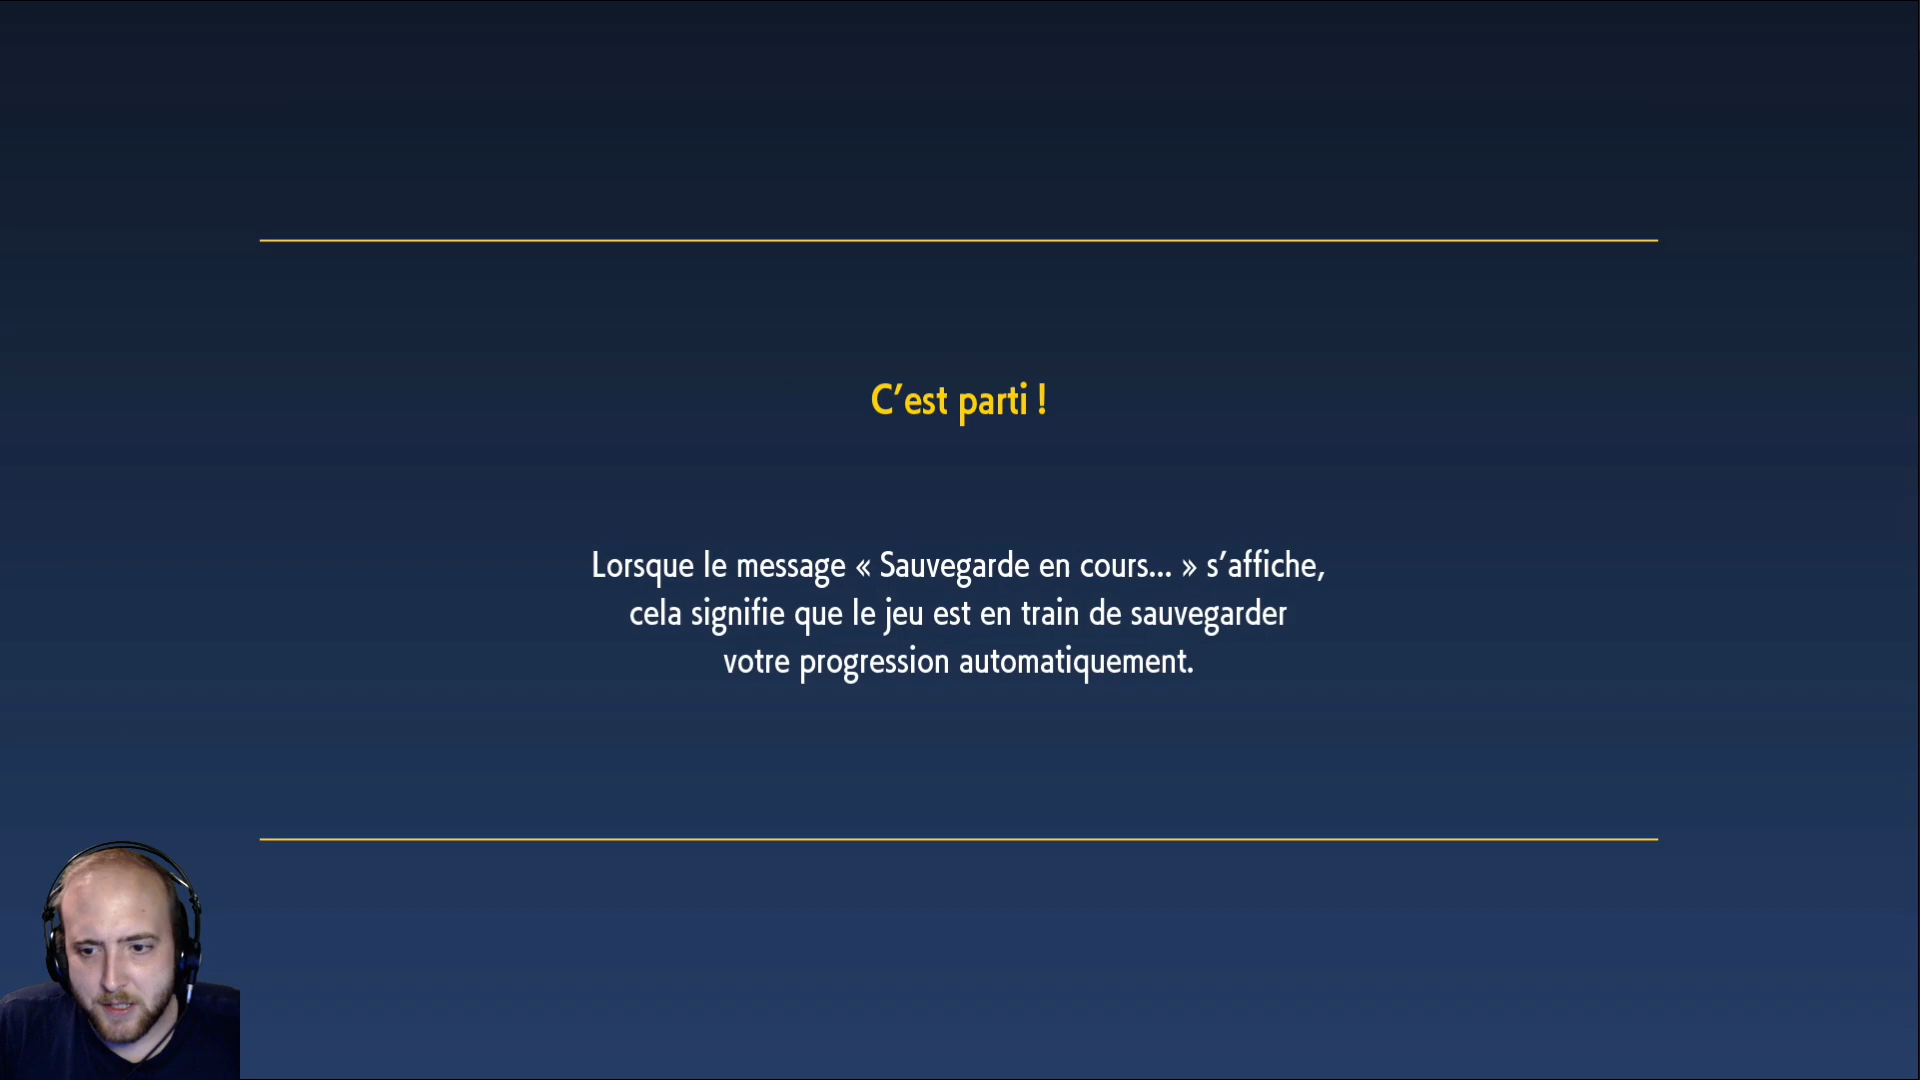 C’est parti !
Lorsque le message « Sauvegarde en cours... » s’affiche,
cela signifie que le jeu est en train de sauvegarder
votre progression automatiquement.